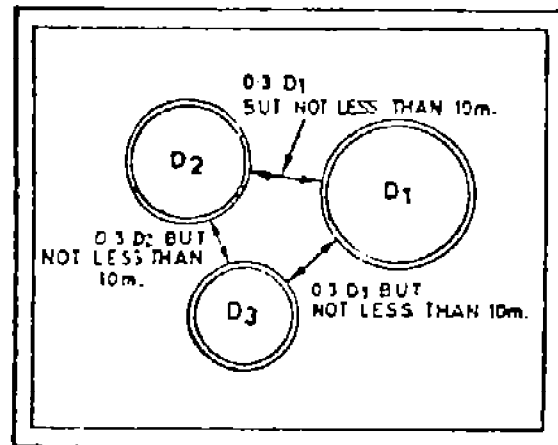 0·3 D1
BUT NOT LESS THAN 10m.
D2
D1
0·3 D2 BUT
NOT LESS THAN
10m.
D3
0·3 D1 BUT
NOT LESS THAN 10m.